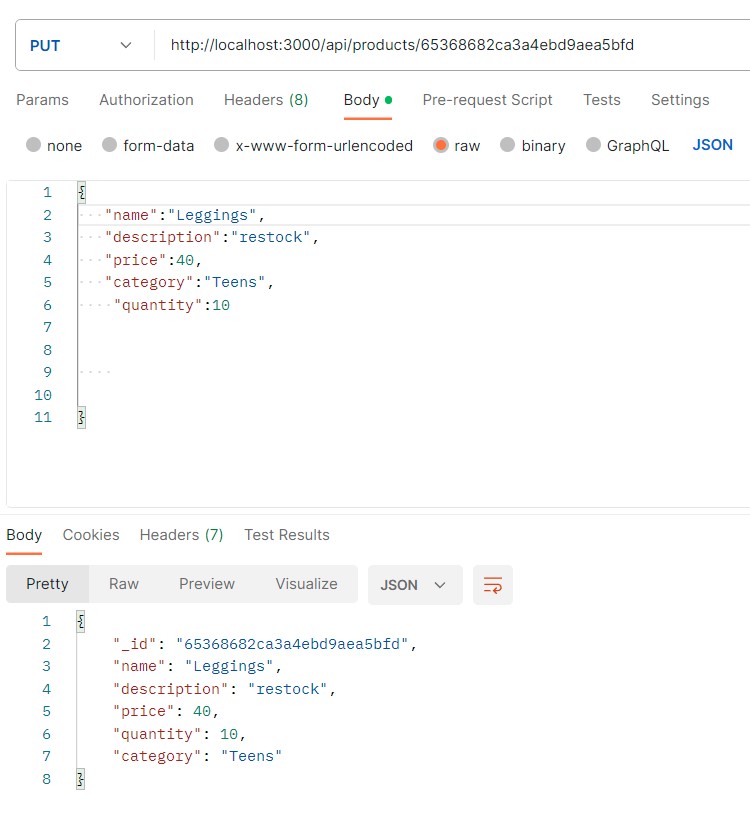 PUT http://localhost:3000/api/products/65368682ca3a4ebd9aea5bfd
Params Authorization Headers (8) Body Pre-request Script Tests Settings
none form-data x-www-form-urlencoded raw binary GraphQL JSON
1 {
2 "name":"Leggings",
3 "description":"restock",
4 "price":40,
5 "category":"Teens",
6 "quantity":10
7
8
9
10
11 }
Body Cookies Headers (7) Test Results
Pretty Raw Preview Visualize JSON
1 {
2 "_id": "65368682ca3a4ebd9aea5bfd",
3 "name": "Leggings",
4 "description": "restock",
5 "price": 40,
6 "quantity": 10,
7 "category": "Teens"
8 }